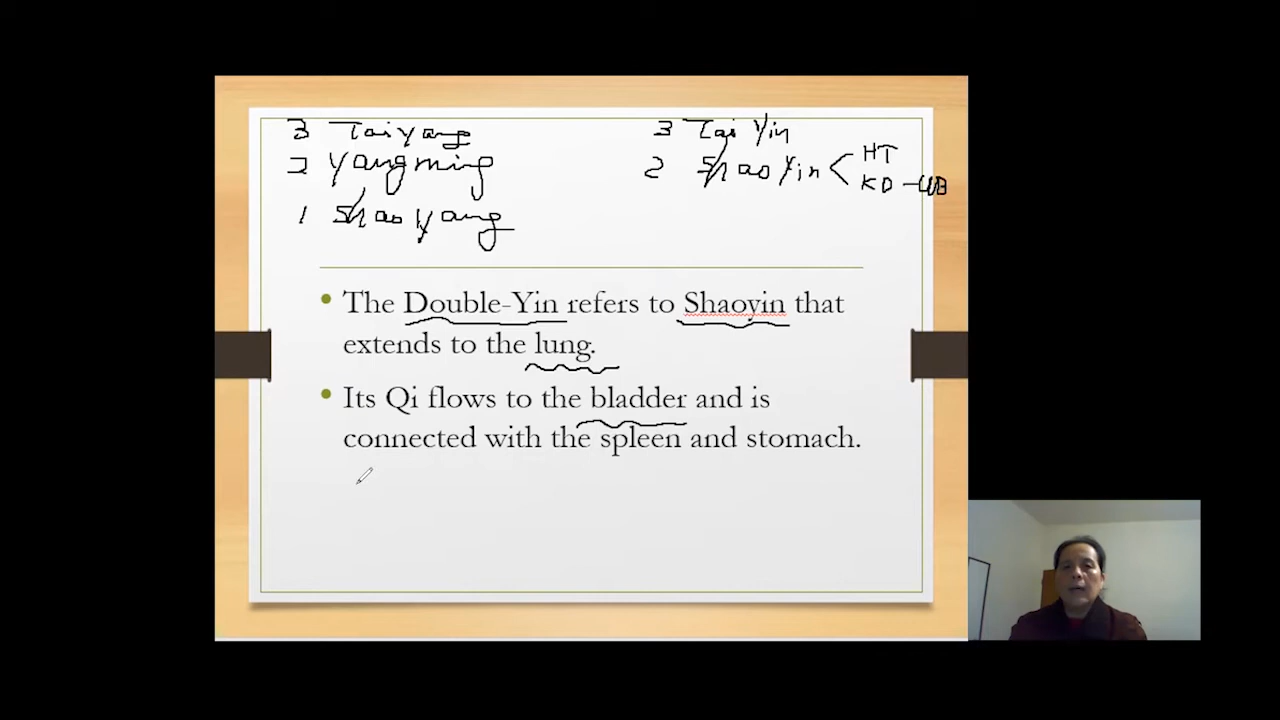 3 Taiyang
2 Yangming
1 Shaoyang
3 Tai Yin
2 Shao Yin < HT
KD - UB
• The Double-Yin refers to Shaoyin that
extends to the lung.
• Its Qi flows to the bladder and is
connected with the spleen and stomach.